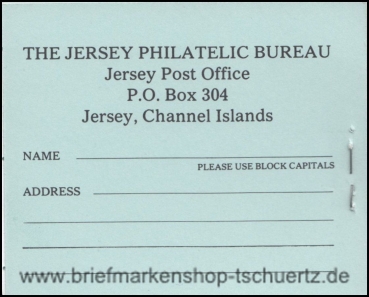 THE JERSEY PHILATELIC BUREAU
Jersey Post Office
P.O. Box 304
Jersey, Channel Islands
NAME
PLEASE USE BLOCK CAPITALS
ADDRESS
www.briefmarkenshop-tschuertz.de